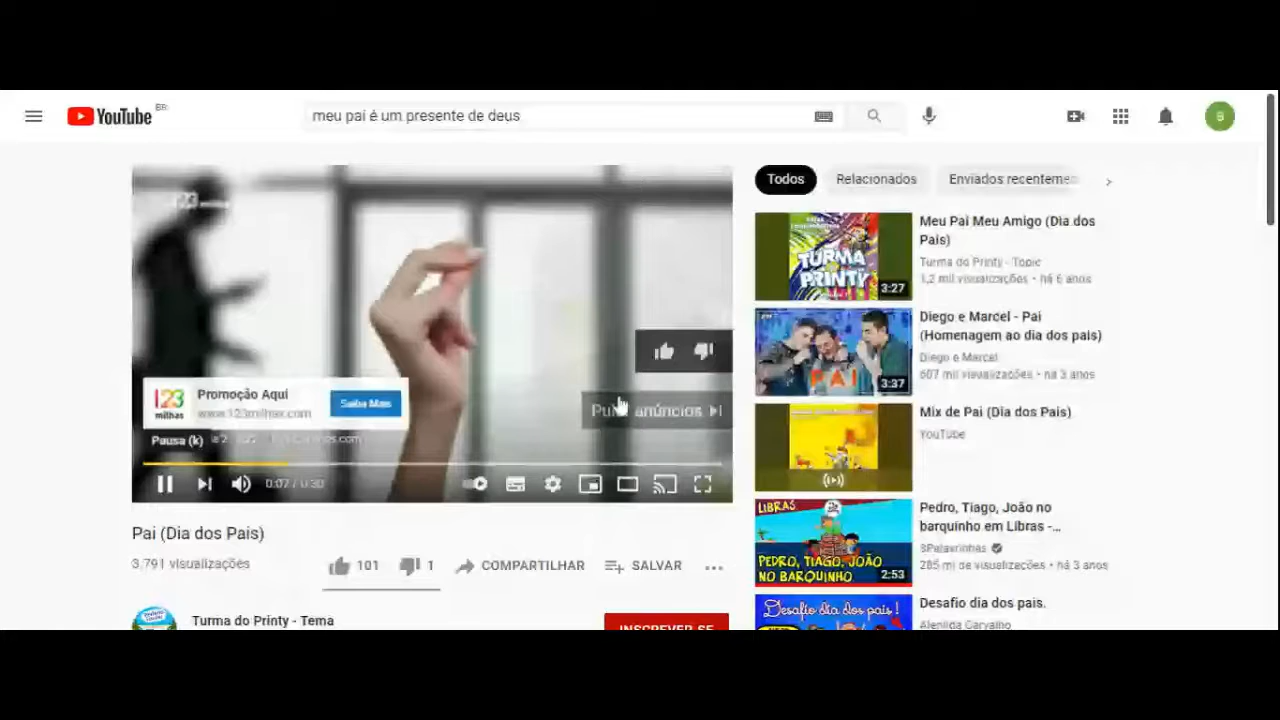 YouTube BR
meu pai é um presente de deus
123 milhas
Promoção Aqui
www.123milhas.com
Saiba Mais
123
milhas
anúncios
Pausa (k)
0:07 / 0:30
Pai (Dia dos Pais)
3.791 visualizações
101
1
COMPARTILHAR
SALVAR
Turma do Printy - Tema
INSCREVER-SE
Todos
Relacionados
Enviados recentemen
TURMA
PRINTY
3:27
Meu Pai Meu Amigo (Dia dos
Pais)
Turma do Printy - Topic
1,2 mil visualizações • há 6 anos
PAI
3:37
Diego e Marcel - Pai
(Homenagem ao dia dos pais)
Diego e Marcel
607 mil visualizações • há 3 anos
Mix de Pai (Dia dos Pais)
YouTube
LIBRAS
PEDRO, TIAGO, JOÃO
NO BARQUINHO
2:53
Pedro, Tiago, João no
barquinho em Libras -...
3Palavrinhas
285 mi de visualizações • há 3 anos
Desafio dia dos pais!
Desafio dia dos pais.
Alenilda Carvalho